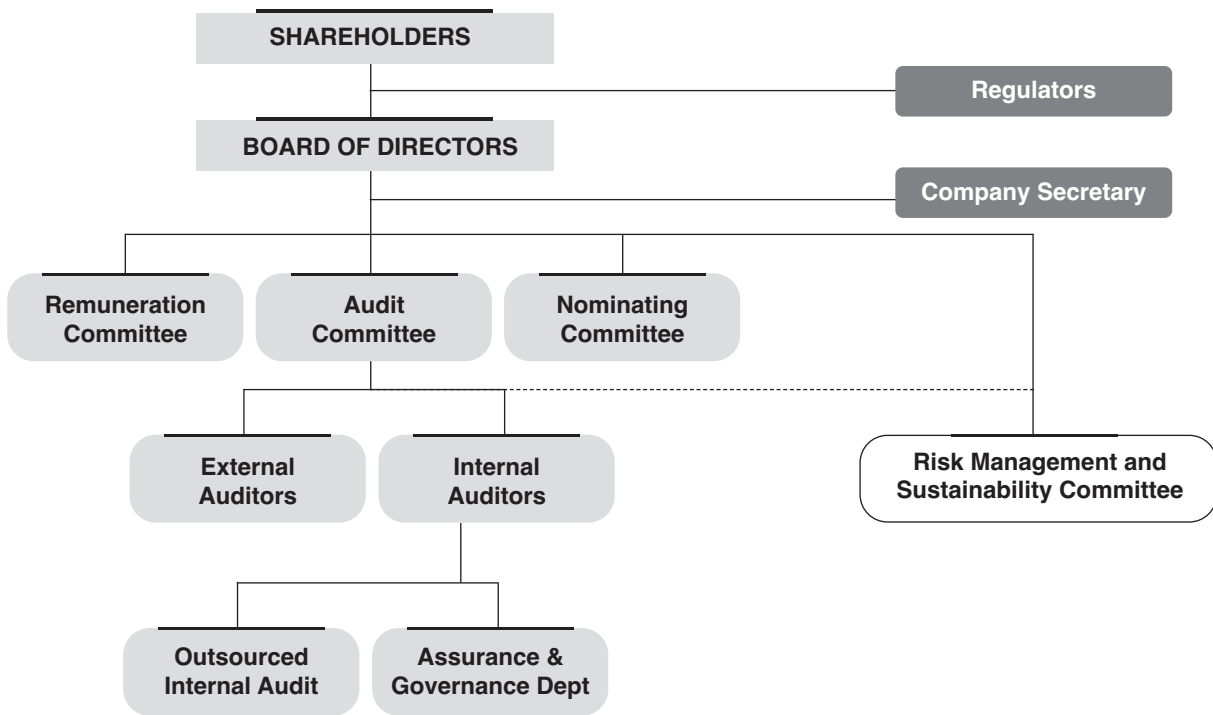 SHAREHOLDERS
Regulators
BOARD OF DIRECTORS
Company Secretary
Remuneration
Committee
Audit
Committee
Nominating
Committee
External
Auditors
Internal
Auditors
Risk Management and
Sustainability Committee
Outsourced
Internal Audit
Assurance &
Governance Dept